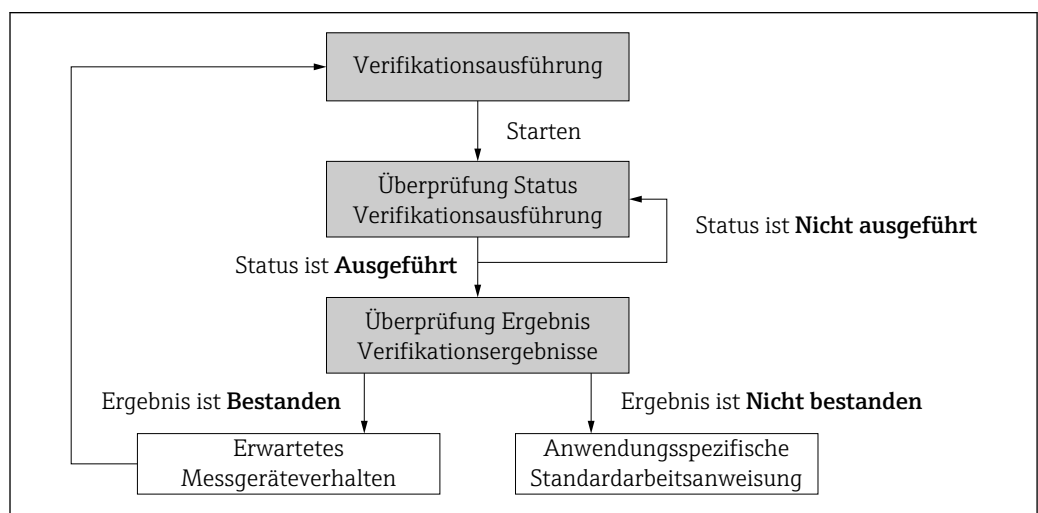 Verifikationsausführung
Starten
Überprüfung Status
Verifikationsausführung
Status ist Nicht ausgeführt
Status ist Ausgeführt
Überprüfung Ergebnis
Verifikationsergebnisse
Ergebnis ist Bestanden
Ergebnis ist Nicht bestanden
Erwartetes
Messgeräteverhalten
Anwendungsspezifische
Standardarbeitsanweisung